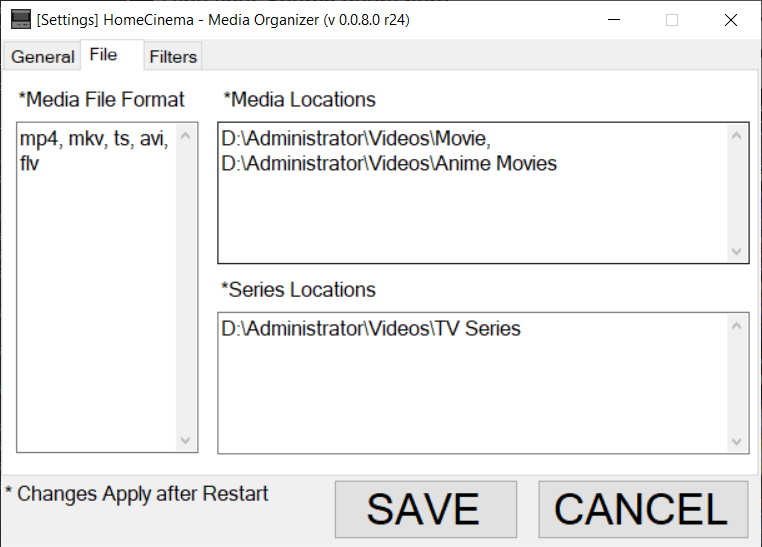 [Settings] HomeCinema - Media Organizer (v 0.0.8.0 r24)
General File Filters
*Media File Format
mp4, mkv, ts, avi,
flv
*Media Locations
D:\Administrator\Videos\Movie,
D:\Administrator\Videos\Anime Movies
*Series Locations
D:\Administrator\Videos\TV Series
* Changes Apply after Restart
SAVE
CANCEL